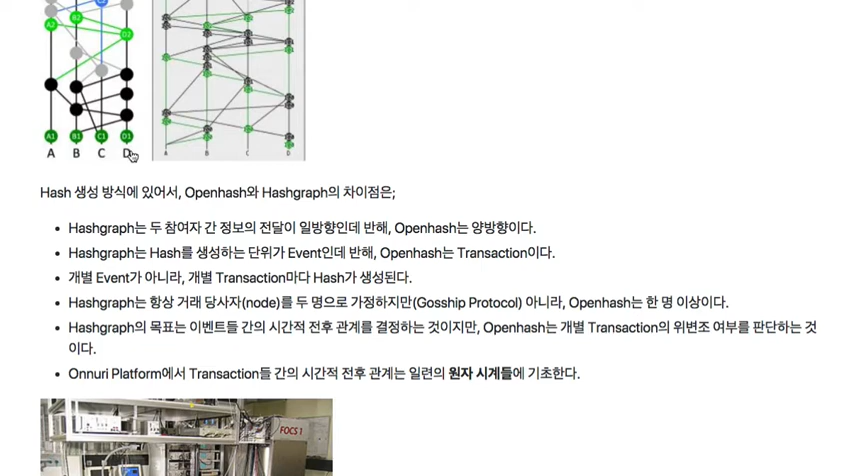 A2
B2
D2
A1 B1 C1 D1
A B C D
A B C D
Hash 생성 방식에 있어서, Openhash와 Hashgraph의 차이점은;
Hashgraph는 두 참여자 간 정보의 전달이 일방향인데 반해, Openhash는 양방향이다.
Hashgraph는 Hash를 생성하는 단위가 Event인데 반해, Openhash는 Transaction이다.
개별 Event가 아니라, 개별 Transaction마다 Hash가 생성된다.
Hashgraph는 항상 거래 당사자(node)를 두 명으로 가정하지만(Gosship Protocol) 아니라, Openhash는 한 명 이상이다.
Hashgraph의 목표는 이벤트들 간의 시간적 전후 관계를 결정하는 것이지만, Openhash는 개별 Transaction의 위변조 여부를 판단하는 것
이다.
Onnuri Platform에서 Transaction들 간의 시간적 전후 관계는 일련의 원자 시계들에 기초한다.
FOCS 1